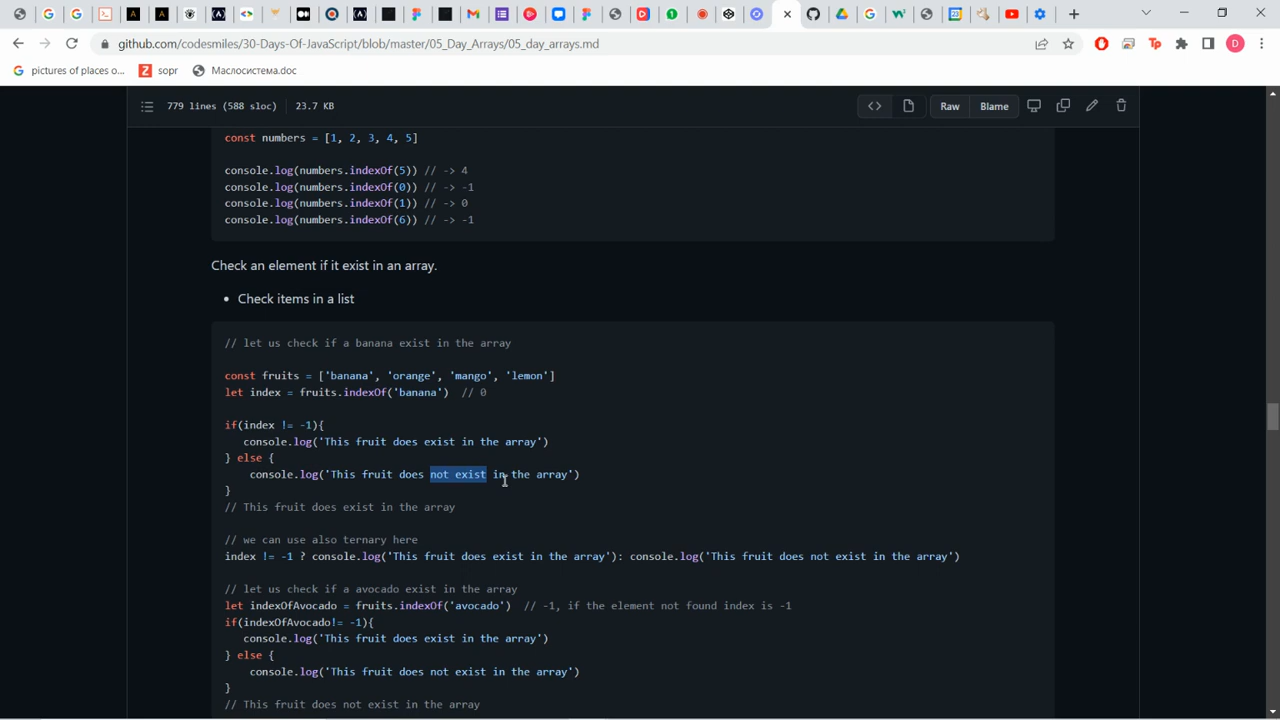 github.com/codesmiles/30-Days-Of-JavaScript/blob/master/05_Day_Arrays/05_day_arrays.md
pictures of places o... sopr Маслосистема.doc
779 lines (588 sloc) 23.7 KB Raw Blame
const numbers = [1, 2, 3, 4, 5]
console.log(numbers.indexOf(5)) // -> 4
console.log(numbers.indexOf(0)) // -> -1
console.log(numbers.indexOf(1)) // -> 0
console.log(numbers.indexOf(6)) // -> -1
Check an element if it exist in an array.
• Check items in a list
// let us check if a banana exist in the array
const fruits = ['banana', 'orange', 'mango', 'lemon']
let index = fruits.indexOf('banana')  // 0
if(index != -1){
console.log('This fruit does exist in the array')
} else {
console.log('This fruit does not exist in the array')
}
// This fruit does exist in the array
// we can use also ternary here
index != -1 ? console.log('This fruit does exist in the array'): console.log('This fruit does not exist in the array')
// let us check if a avocado exist in the array
let indexOfAvocado = fruits.indexOf('avocado')  // -1, if the element not found index is -1
if(indexOfAvocado!= -1){
console.log('This fruit does exist in the array')
} else {
console.log('This fruit does not exist in the array')
}
// This fruit does not exist in the array